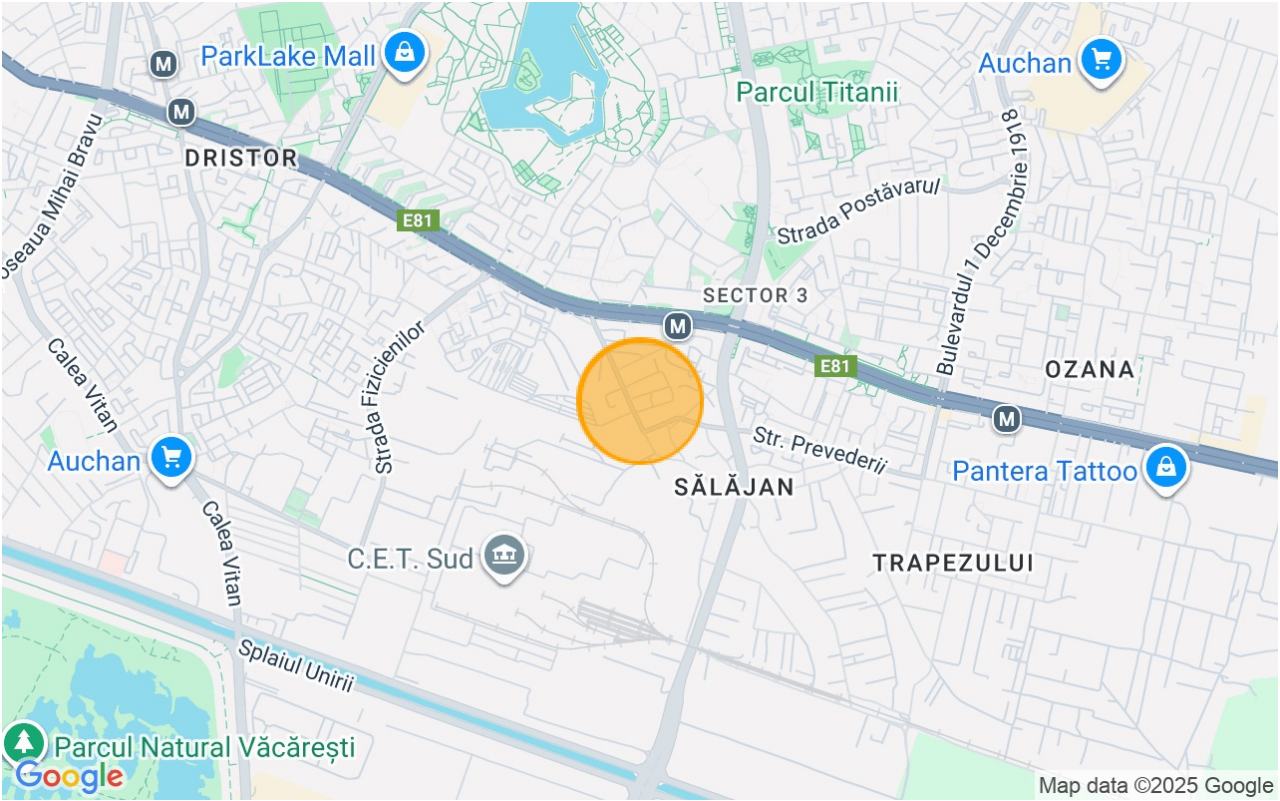 ParkLake Mall
M
Auchan
Parcul Titanii
M
oseaua Mihai Bravu
DRISTOR
Bulevardul 1 Decembrie 1918
Strada Postăvarul
E81
SECTOR 3
M
Strada Fizicienilor
Calea Vitan
E81
OZANA
M
Str. Prevederii
Auchan
Pantera Tattoo
SĂLĂJAN
Calea Vitan
C.E.T. Sud
TRAPEZULUI
Splaiul Unirii
Parcul Natural Văcărești
Google
Map data ©2025 Google